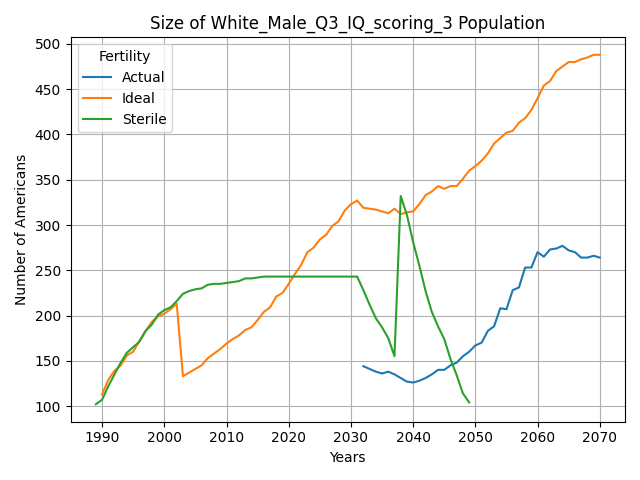 Size of White_Male_Q3_IQ_scoring_3 Population
Number of Americans
500
450
400
350
300
250
200
150
100
Fertility
Actual
Ideal
Sterile
1990 2000 2010 2020 2030 2040 2050 2060 2070
Years